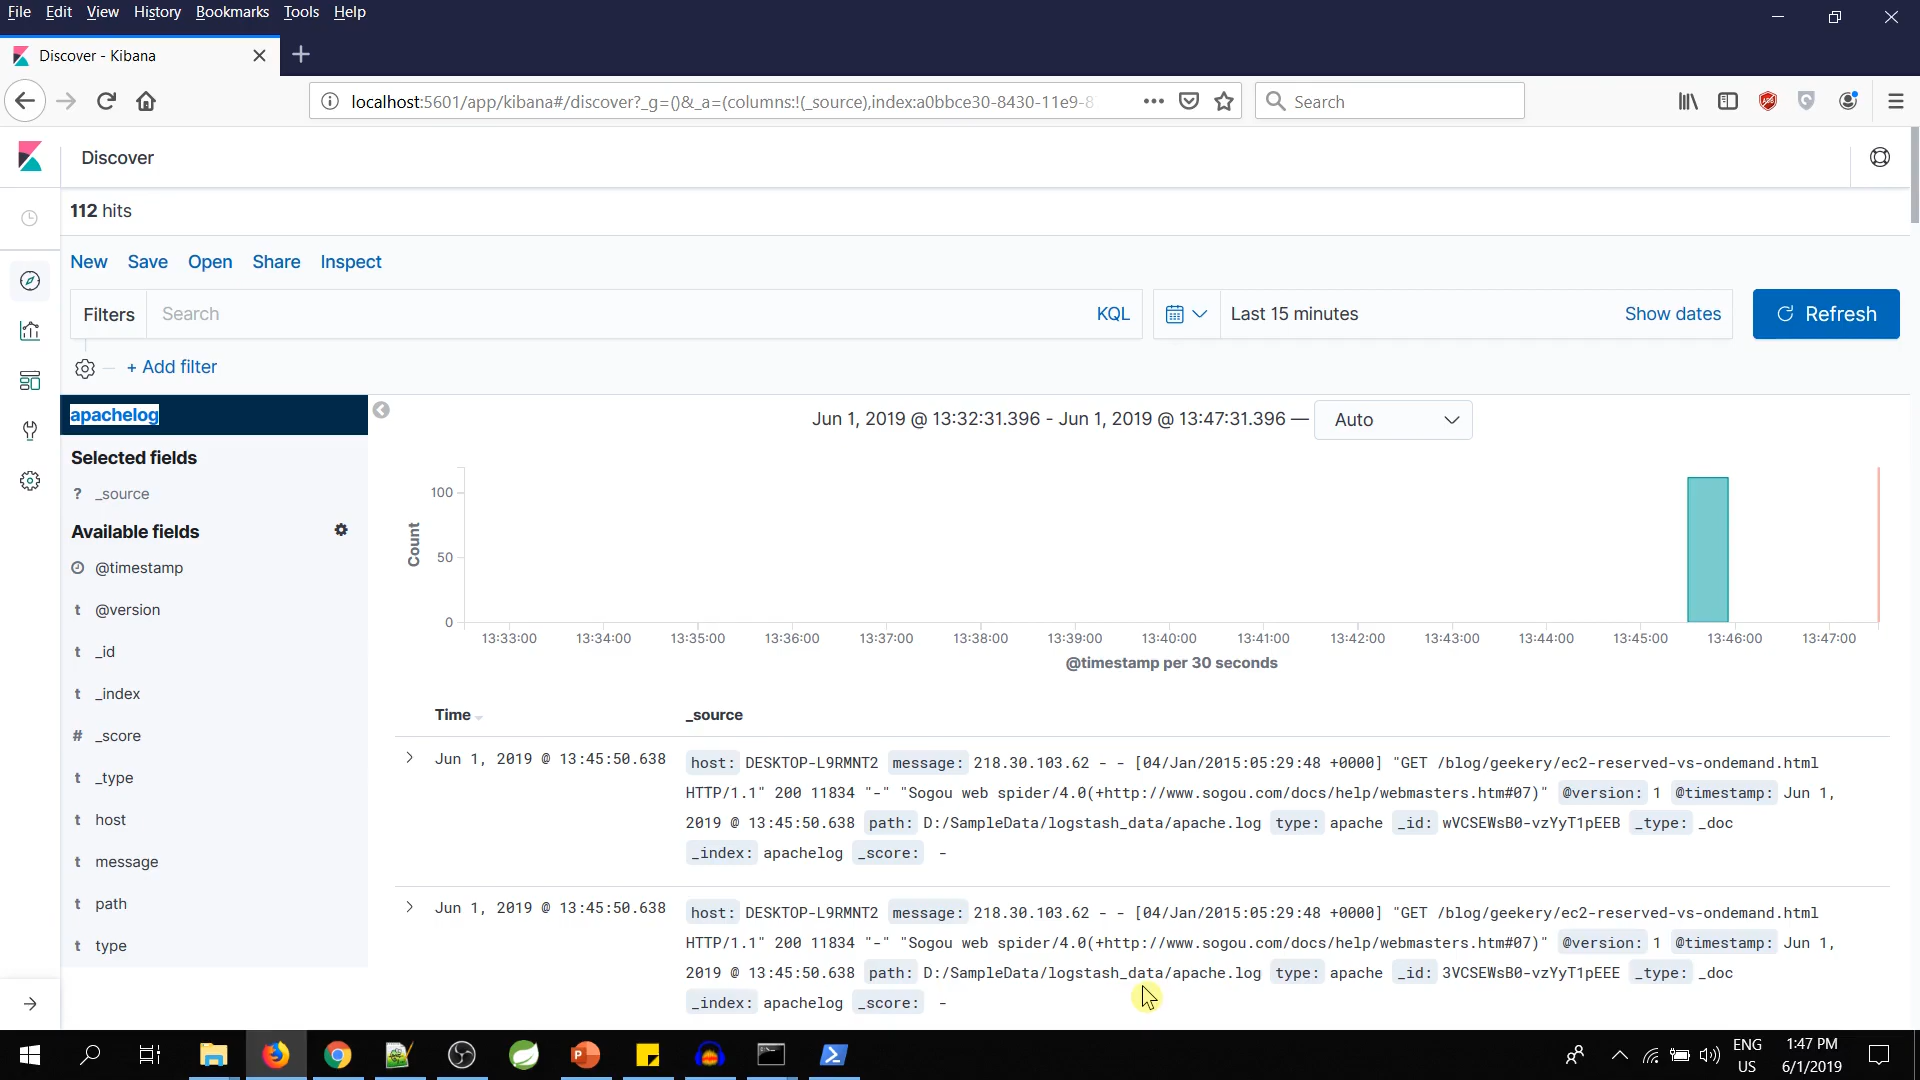 File Edit View History Bookmarks Tools Help
Discover - Kibana
localhost:5601/app/kibana#/discover?_g=()&_a=(columns:!(_source),index:a0bbce30-8430-11e9-8
Search
Discover
112 hits
New Save Open Share Inspect
Filters Search KQL Last 15 minutes Show dates Refresh
+ Add filter
apachelog
Jun 1, 2019 @ 13:32:31.396 - Jun 1, 2019 @ 13:47:31.396 — Auto
Selected fields
? _source
Available fields
@timestamp
t @version
t _id
t _index
# _score
t _type
t host
t message
t path
t type
Count
100
50
0
13:33:00 13:34:00 13:35:00 13:36:00 13:37:00 13:38:00 13:39:00 13:40:00 13:41:00 13:42:00 13:43:00 13:44:00 13:45:00 13:46:00 13:47:00
@timestamp per 30 seconds
Time _source
Jun 1, 2019 @ 13:45:50.638 host: DESKTOP-L9RMNT2 message: 218.30.103.62 - - [04/Jan/2015:05:29:48 +0000] "GET /blog/geekery/ec2-reserved-vs-ondemand.html
HTTP/1.1" 200 11834 "-" "Sogou web spider/4.0(+http://www.sogou.com/docs/help/webmasters.htm#07)" @version: 1 @timestamp: Jun 1,
2019 @ 13:45:50.638 path: D:/SampleData/logstash_data/apache.log type: apache _id: wVCSEWsB0-vzYyT1pEEB _type: _doc
_index: apachelog _score: -
Jun 1, 2019 @ 13:45:50.638 host: DESKTOP-L9RMNT2 message: 218.30.103.62 - - [04/Jan/2015:05:29:48 +0000] "GET /blog/geekery/ec2-reserved-vs-ondemand.html
HTTP/1.1" 200 11834 "-" "Sogou web spider/4.0(+http://www.sogou.com/docs/help/webmasters.htm#07)" @version: 1 @timestamp: Jun 1,
2019 @ 13:45:50.638 path: D:/SampleData/logstash_data/apache.log type: apache _id: 3VCSEWsB0-vzYyT1pEEE _type: _doc
_index: apachelog _score: -
ENG
US
1:47 PM
6/1/2019